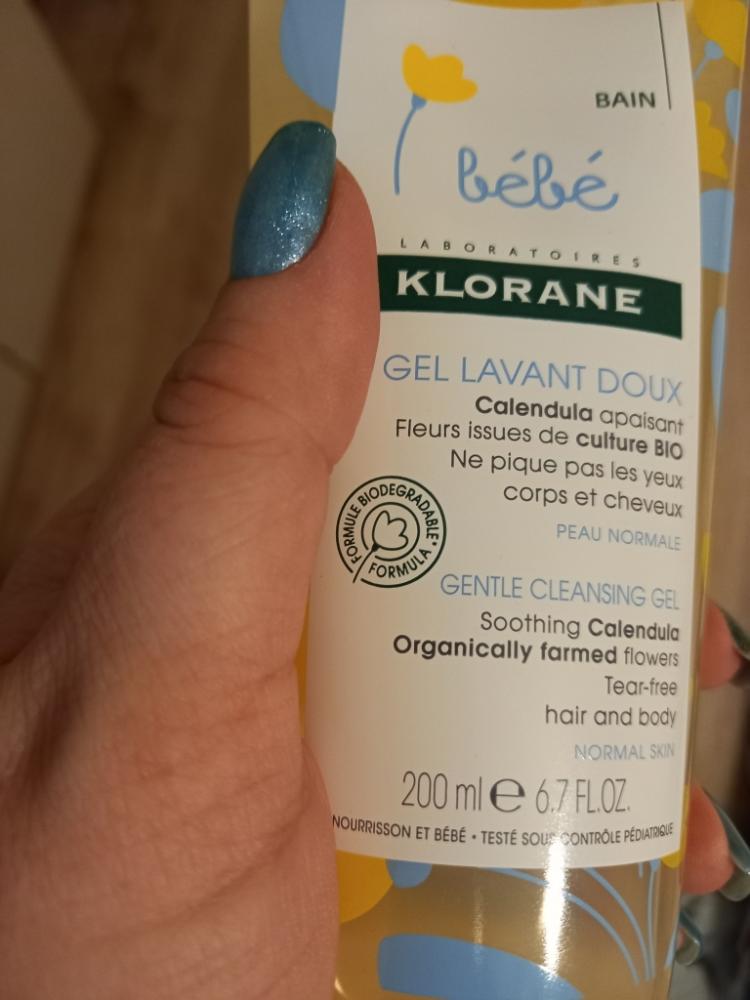 BAIN
bébé
LABORATOIRES
KLORANE
GEL LAVANT DOUX
Calendula apaisant
Fleurs issues de culture BIO
Ne pique pas les yeux
corps et cheveux
PEAU NORMALE
FORMULE BIODEGRADABLE • FORMULA •
GENTLE CLEANSING GEL
Soothing Calendula
Organically farmed flowers
Tear-free
hair and body
NORMAL SKIN
200 ml e 6.7 FL.OZ.
NOURRISSON ET BÉBÉ • TESTÉ SOUS CONTRÔLE PÉDIATRIQUE